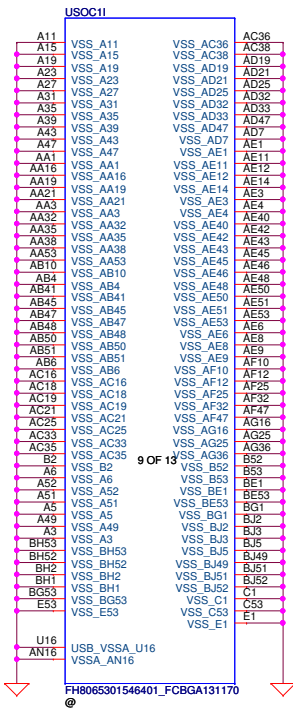 USOC1I
A11 VSS_A11 VSS_AC36 AC36
A15 VSS_A15 VSS_AC38 AC38
A19 VSS_A19 VSS_AD19 AD19
A23 VSS_A23 VSS_AD21 AD21
A27 VSS_A27 VSS_AD25 AD25
A31 VSS_A31 VSS_AD32 AD32
A35 VSS_A35 VSS_AD33 AD33
A39 VSS_A39 VSS_AD47 AD47
A43 VSS_A43 VSS_AD7 AD7
A47 VSS_A47 VSS_AE1 AE1
AA1 VSS_AA1 VSS_AE11 AE11
AA16 VSS_AA16 VSS_AE12 AE12
AA19 VSS_AA19 VSS_AE14 AE14
AA21 VSS_AA21 VSS_AE3 AE3
AA3 VSS_AA3 VSS_AE4 AE4
AA32 VSS_AA32 VSS_AE40 AE40
AA35 VSS_AA35 VSS_AE42 AE42
AA38 VSS_AA38 VSS_AE43 AE43
AA53 VSS_AA53 VSS_AE45 AE45
AB10 VSS_AB10 VSS_AE46 AE46
AB4 VSS_AB4 VSS_AE48 AE48
AB41 VSS_AB41 VSS_AE50 AE50
AB45 VSS_AB45 VSS_AE51 AE51
AB47 VSS_AB47 VSS_AE53 AE53
AB48 VSS_AB48 VSS_AE6 AE6
AB50 VSS_AB50 VSS_AE8 AE8
AB51 VSS_AB51 VSS_AE9 AE9
AB6 VSS_AB6 VSS_AF10 AF10
AC16 VSS_AC16 VSS_AF12 AF12
AC18 VSS_AC18 VSS_AF25 AF25
AC19 VSS_AC19 VSS_AF32 AF32
AC21 VSS_AC21 VSS_AF47 AF47
AC25 VSS_AC25 VSS_AG16 AG16
AC33 VSS_AC33 VSS_AG25 AG25
AC35 VSS_AC35 VSS_AG36 AG36
9 OF 13
B2 VSS_B2 VSS_B52 B52
A6 VSS_A6 VSS_B53 B53
A52 VSS_A52 VSS_BE1 BE1
A51 VSS_A51 VSS_BE53 BE53
A5 VSS_A5 VSS_BG1 BG1
A49 VSS_A49 VSS_BJ2 BJ2
A3 VSS_A3 VSS_BJ3 BJ3
BH53 VSS_BH53 VSS_BJ5 BJ5
BH52 VSS_BH52 VSS_BJ49 BJ49
BH2 VSS_BH2 VSS_BJ51 BJ51
BH1 VSS_BH1 VSS_BJ52 BJ52
BG53 VSS_BG53 VSS_C1 C1
E53 VSS_E53 VSS_C53 C53
VSS_E1 E1
U16 USB_VSSA_U16
AN16 VSSA_AN16
FH8065301546401_FCBGA131170
@